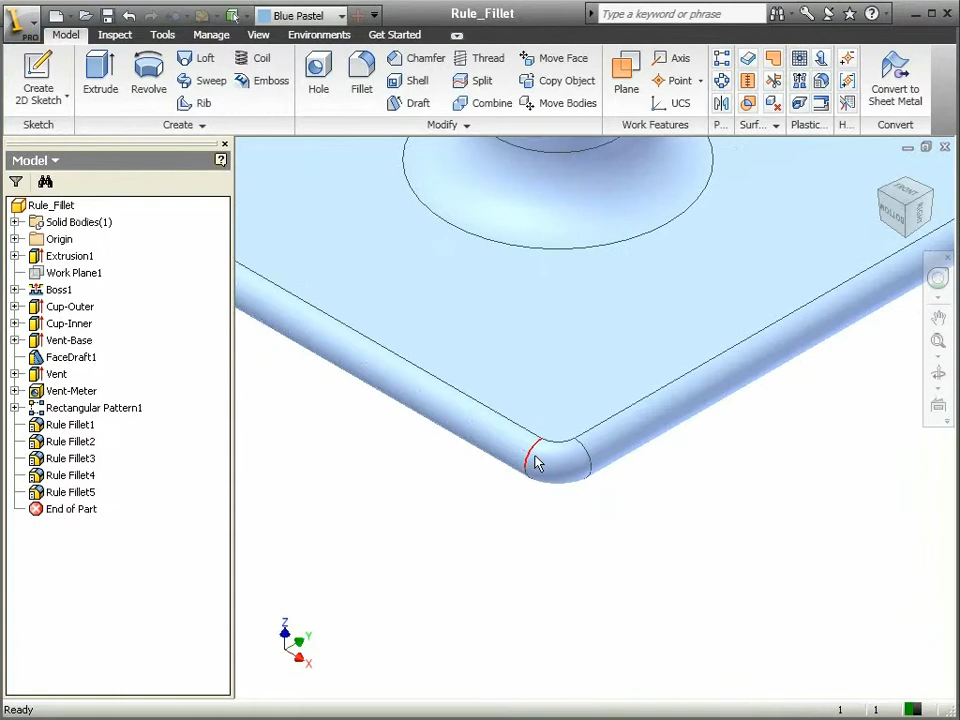 Blue Pastel
Rule_Fillet
Type a keyword or phrase
PRO
Model Inspect Tools Manage View Environments Get Started
Create
2D Sketch
Extrude
Revolve
Loft
Sweep
Rib
Coil
Emboss
Hole
Fillet
Chamfer
Shell
Draft
Thread
Split
Combine
Move Face
Copy Object
Move Bodies
Plane
Axis
Point
UCS
Convert to
Sheet Metal
Sketch
Create
Modify
Work Features
P...
Surf...
Plastic...
H...
Convert
Model
Rule_Fillet
Solid Bodies(1)
Origin
Extrusion1
Work Plane1
Boss1
Cup-Outer
Cup-Inner
Vent-Base
FaceDraft1
Vent
Vent-Meter
Rectangular Pattern1
Rule Fillet1
Rule Fillet2
Rule Fillet3
Rule Fillet4
Rule Fillet5
End of Part
FRONT
BOTTOM
RIGHT
Z
Y
X
Ready
1 1